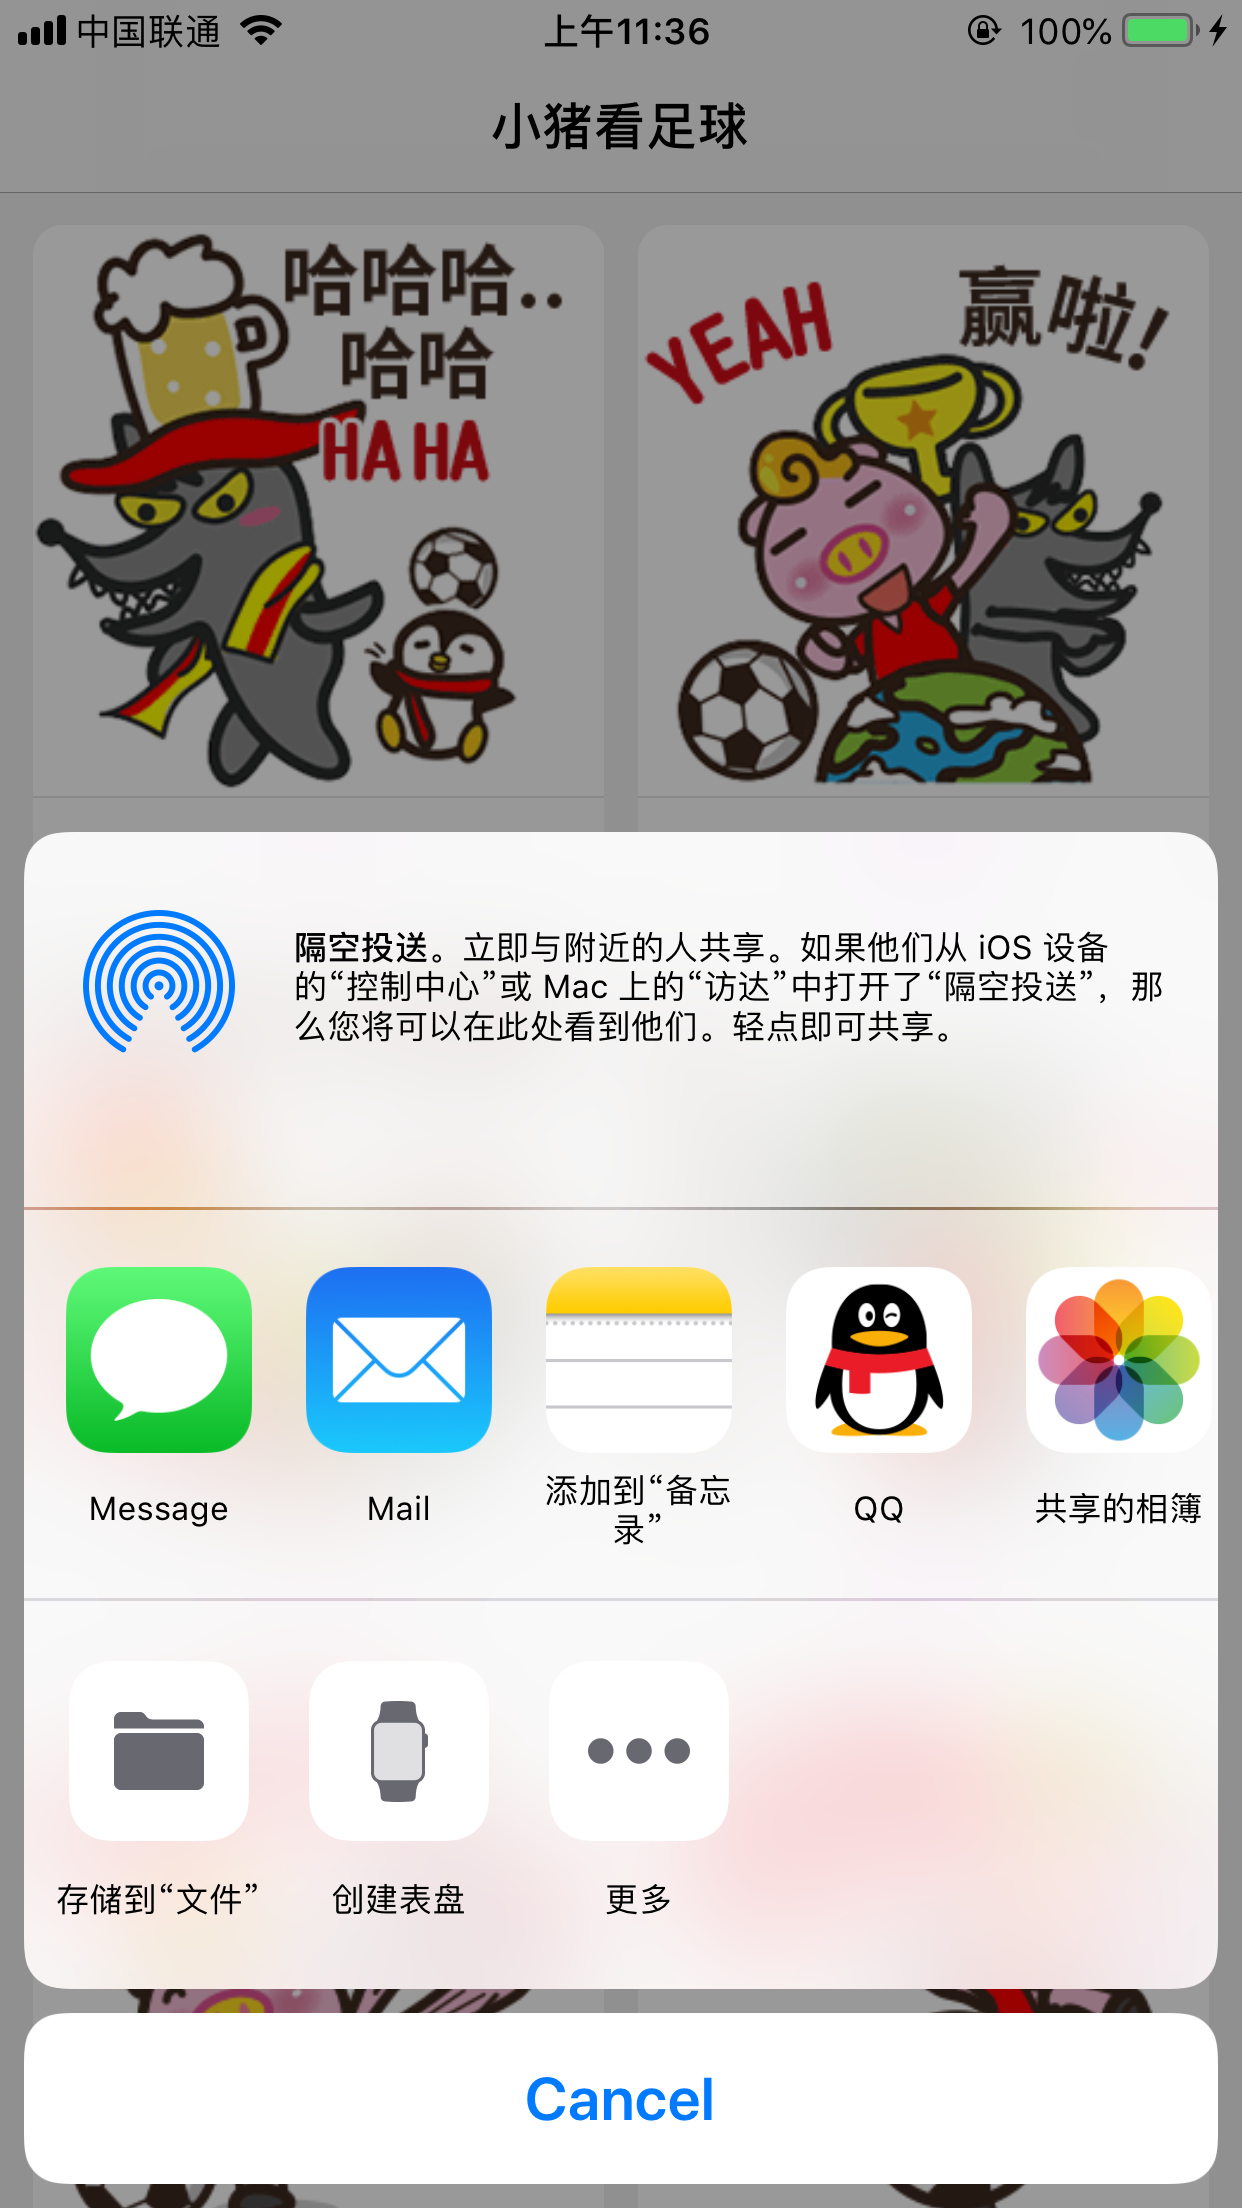 中国联通
上午11:36
100%
小猪看足球
哈哈哈..
哈哈
HA HA
YEAH
赢啦!
隔空投送。立即与附近的人共享。如果他们从 iOS 设备
的“控制中心”或 Mac 上的“访达”中打开了“隔空投送”，那
么您将可以在此处看到他们。轻点即可共享。
Message
Mail
添加到“备忘
录”
QQ
共享的相簿
存储到“文件”
创建表盘
更多
Cancel